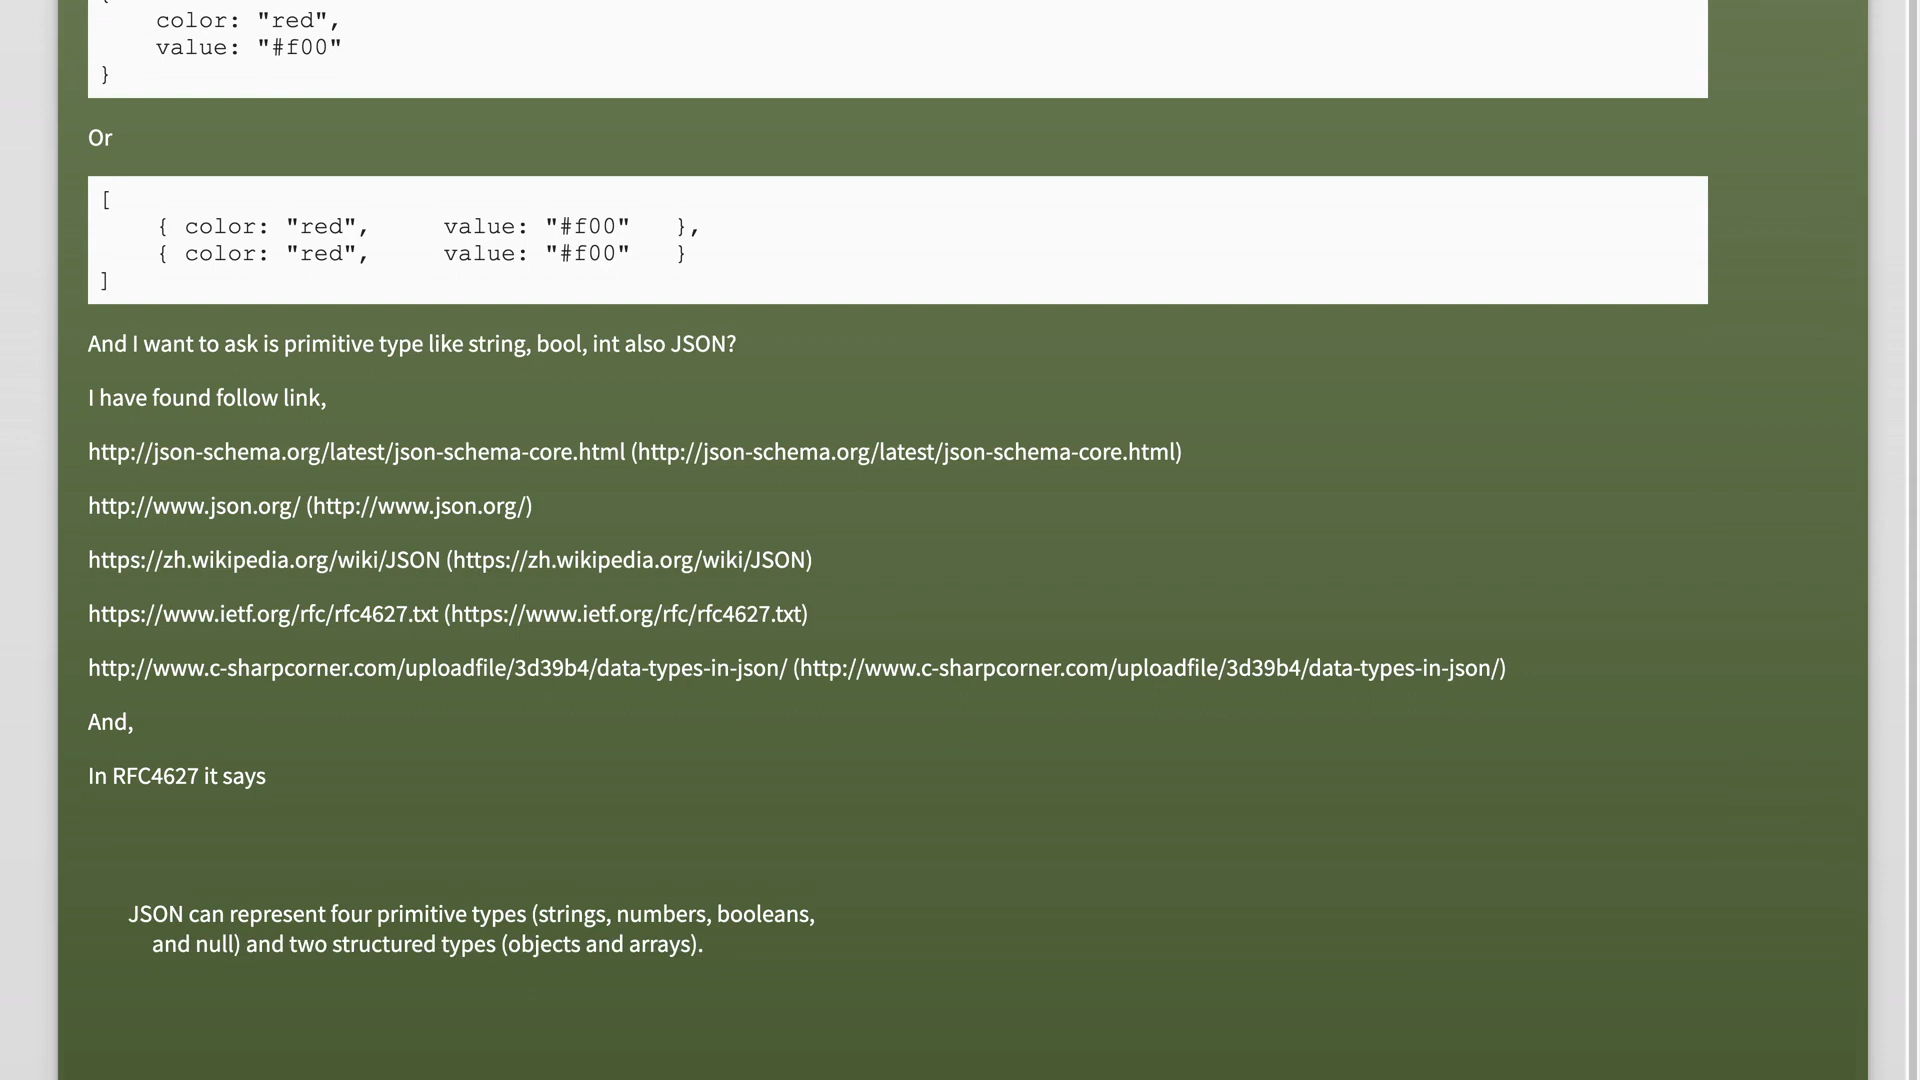 color: "red",
value: "#f00"
}
Or
[
{ color: "red", value: "#f00" },
{ color: "red", value: "#f00" }
]
And I want to ask is primitive type like string, bool, int also JSON?
I have found follow link,
http://json-schema.org/latest/json-schema-core.html (http://json-schema.org/latest/json-schema-core.html)
http://www.json.org/ (http://www.json.org/)
https://zh.wikipedia.org/wiki/JSON (https://zh.wikipedia.org/wiki/JSON)
https://www.ietf.org/rfc/rfc4627.txt (https://www.ietf.org/rfc/rfc4627.txt)
http://www.c-sharpcorner.com/uploadfile/3d39b4/data-types-in-json/ (http://www.c-sharpcorner.com/uploadfile/3d39b4/data-types-in-json/)
And,
In RFC4627 it says
JSON can represent four primitive types (strings, numbers, booleans,
and null) and two structured types (objects and arrays).